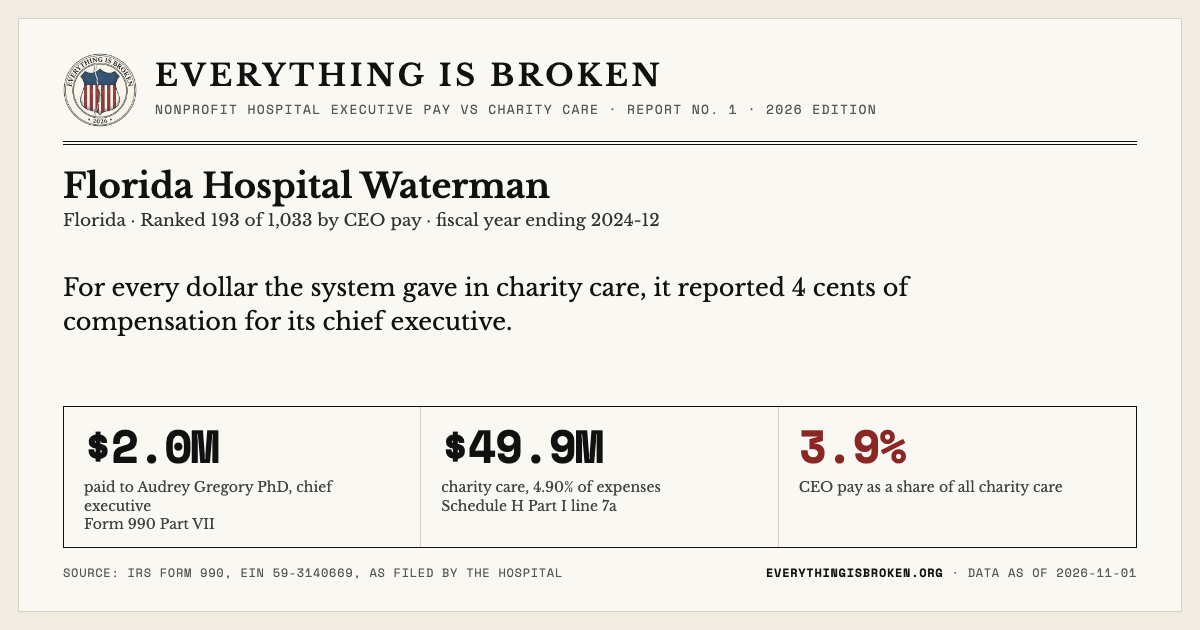 EVERYTHING IS BROKEN
2026
EVERYTHING IS BROKEN
NONPROFIT HOSPITAL EXECUTIVE PAY VS CHARITY CARE · REPORT NO. 1 · 2026 EDITION
Florida Hospital Waterman
Florida · Ranked 193 of 1,033 by CEO pay · fiscal year ending 2024-12
For every dollar the system gave in charity care, it reported 4 cents of
compensation for its chief executive.
$2.0M
paid to Audrey Gregory PhD, chief
executive
Form 990 Part VII
$49.9M
charity care, 4.90% of expenses
Schedule H Part I line 7a
3.9%
CEO pay as a share of all charity care
SOURCE: IRS FORM 990, EIN 59-3140669, AS FILED BY THE HOSPITAL
EVERYTHINGISBROKEN.ORG · DATA AS OF 2026-11-01